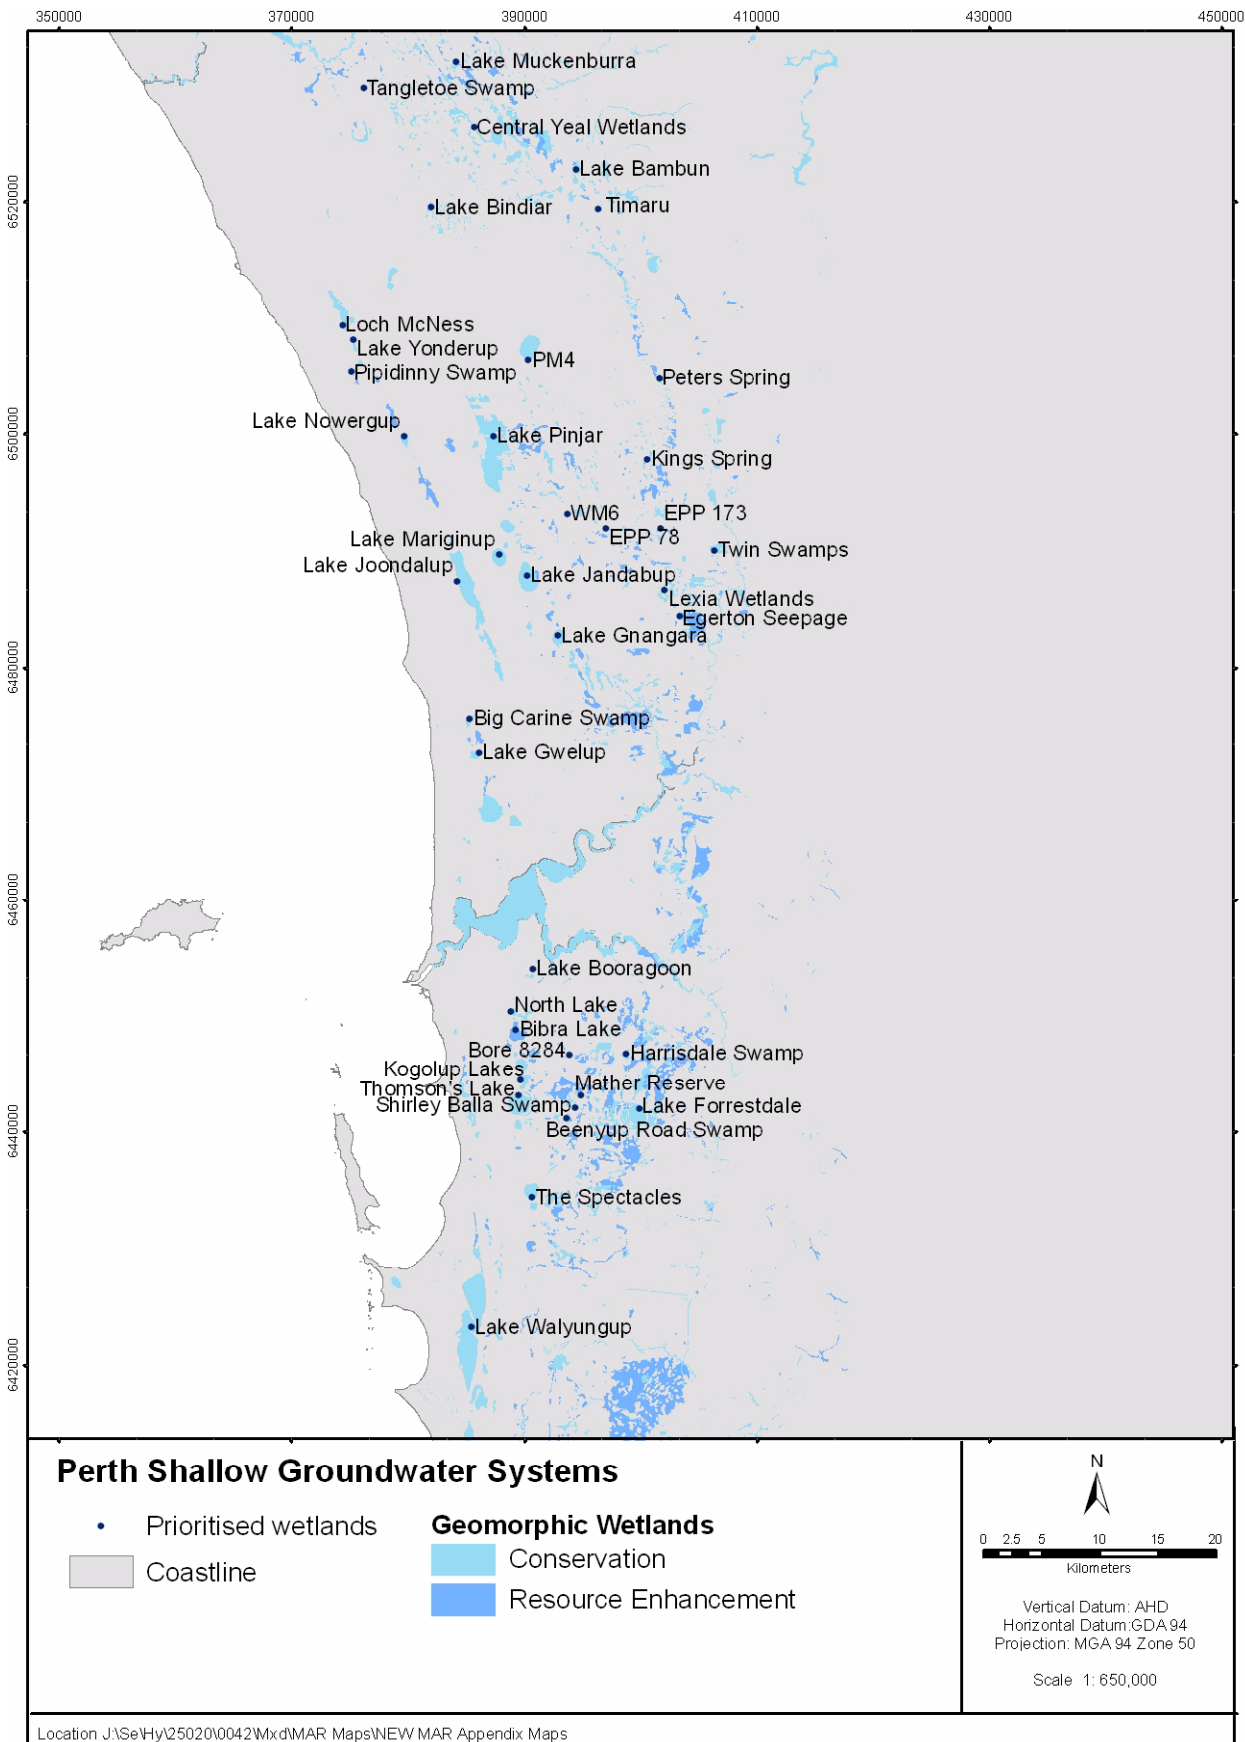 350000 370000 390000 410000 430000 450000
Lake Muckenburra
Tangletoe Swamp
Central Yeal Wetlands
Lake Bambun
6520000
Lake Bindiar
Timaru
Loch McNess
Lake Yonderup
PM4
Pipidinny Swamp
Peters Spring
Lake Nowergup
6500000
Lake Pinjar
Kings Spring
WM6
EPP 173
EPP 78
Lake Mariginup
Twin Swamps
Lake Joondalup
Lake Jandabup
Lexia Wetlands
Egerton Seepage
Lake Gnangara
6480000
Big Carine Swamp
Lake Gwelup
6460000
Lake Booragoon
North Lake
Bibra Lake
Bore 8284
Harrisdale Swamp
Kogolup Lakes
Mather Reserve
Thomson's Lake
Shirley Balla Swamp
Lake Forrestdale
Beenyup Road Swamp
6440000
The Spectacles
Lake Walyungup
6420000
Perth Shallow Groundwater Systems
Prioritised wetlands
Coastline
Geomorphic Wetlands
Conservation
Resource Enhancement
N
0 2.5 5 10 15 20
Kilometers
Vertical Datum: AHD
Horizontal Datum:GDA 94
Projection: MGA 94 Zone 50
Scale 1: 650,000
Location J:\Se\Hy\25020\0042\Mxd\MAR Maps\NEW MAR Appendix Maps